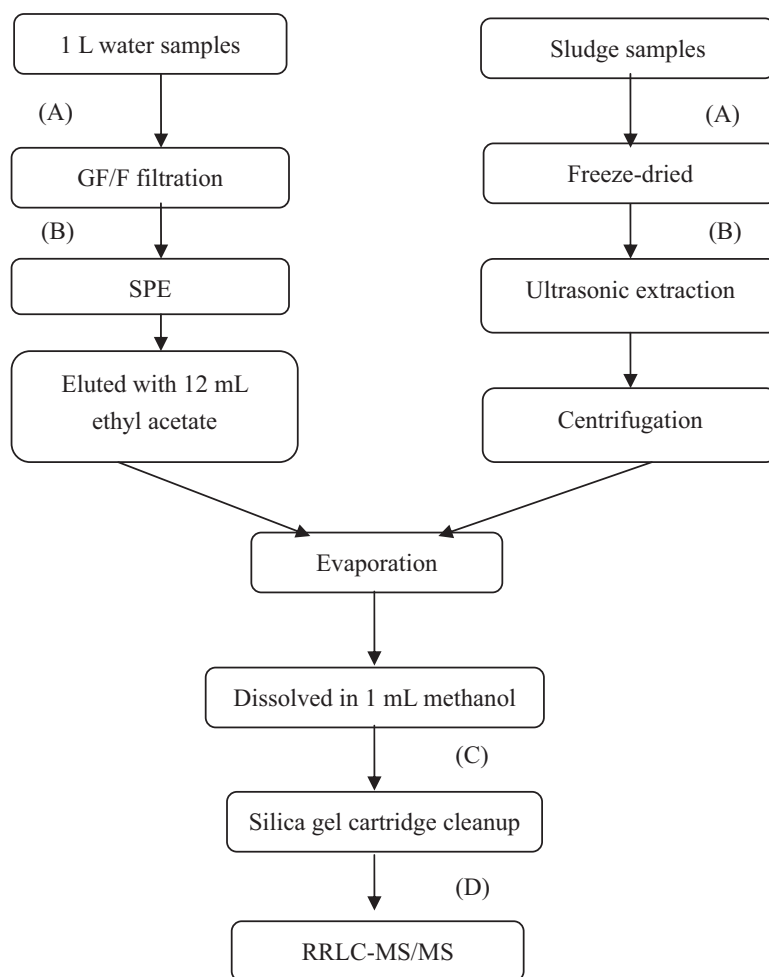 1 L water samples
(A)
GF/F filtration
(B)
SPE
Eluted with 12 mL
ethyl acetate
Sludge samples
(A)
Freeze-dried
(B)
Ultrasonic extraction
Centrifugation
Evaporation
Dissolved in 1 mL methanol
(C)
Silica gel cartridge cleanup
(D)
RRLC-MS/MS